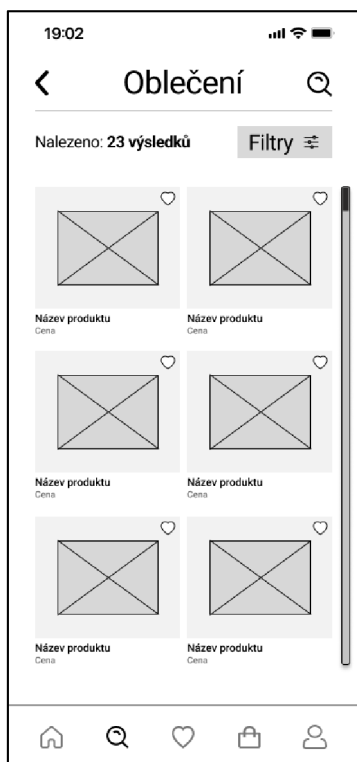 19:02
Oblečení
Nalezeno: 23 výsledků
Filtry
Název produktu
Cena
Název produktu
Cena
Název produktu
Cena
Název produktu
Cena
Název produktu
Cena
Název produktu
Cena